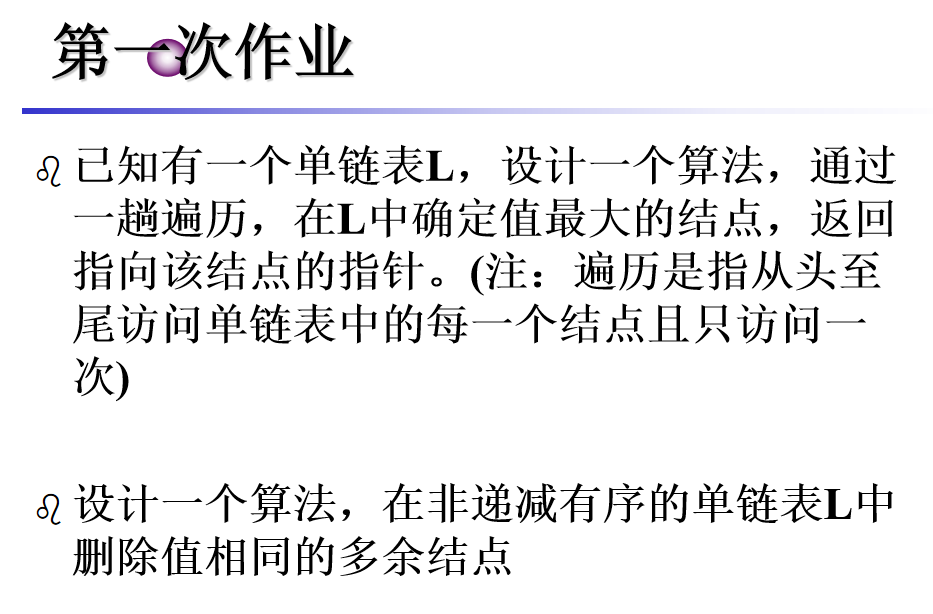 第一次作业
已知有一个单链表L，设计一个算法，通过
一趟遍历，在L中确定值最大的结点，返回
指向该结点的指针。(注：遍历是指从头至
尾访问单链表中的每一个结点且只访问一
次)
设计一个算法，在非递减有序的单链表L中
删除值相同的多余结点